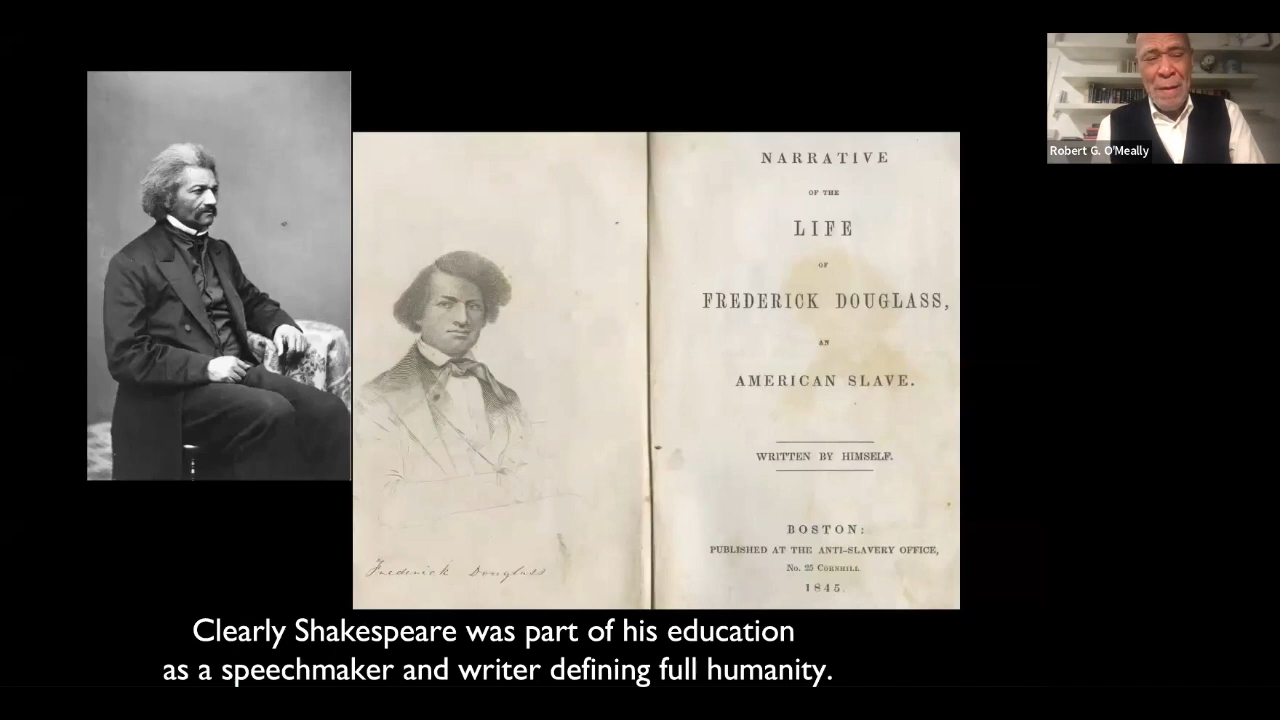 Robert G. O'Meally
NARRATIVE
OF THE
LIFE
OF
FREDERICK DOUGLASS,
AN
AMERICAN SLAVE.
WRITTEN BY HIMSELF.
BOSTON:
PUBLISHED AT THE ANTI-SLAVERY OFFICE,
No. 25 CORNHILL
1845.
Frederick Douglass
Clearly Shakespeare was part of his education
as a speechmaker and writer defining full humanity.